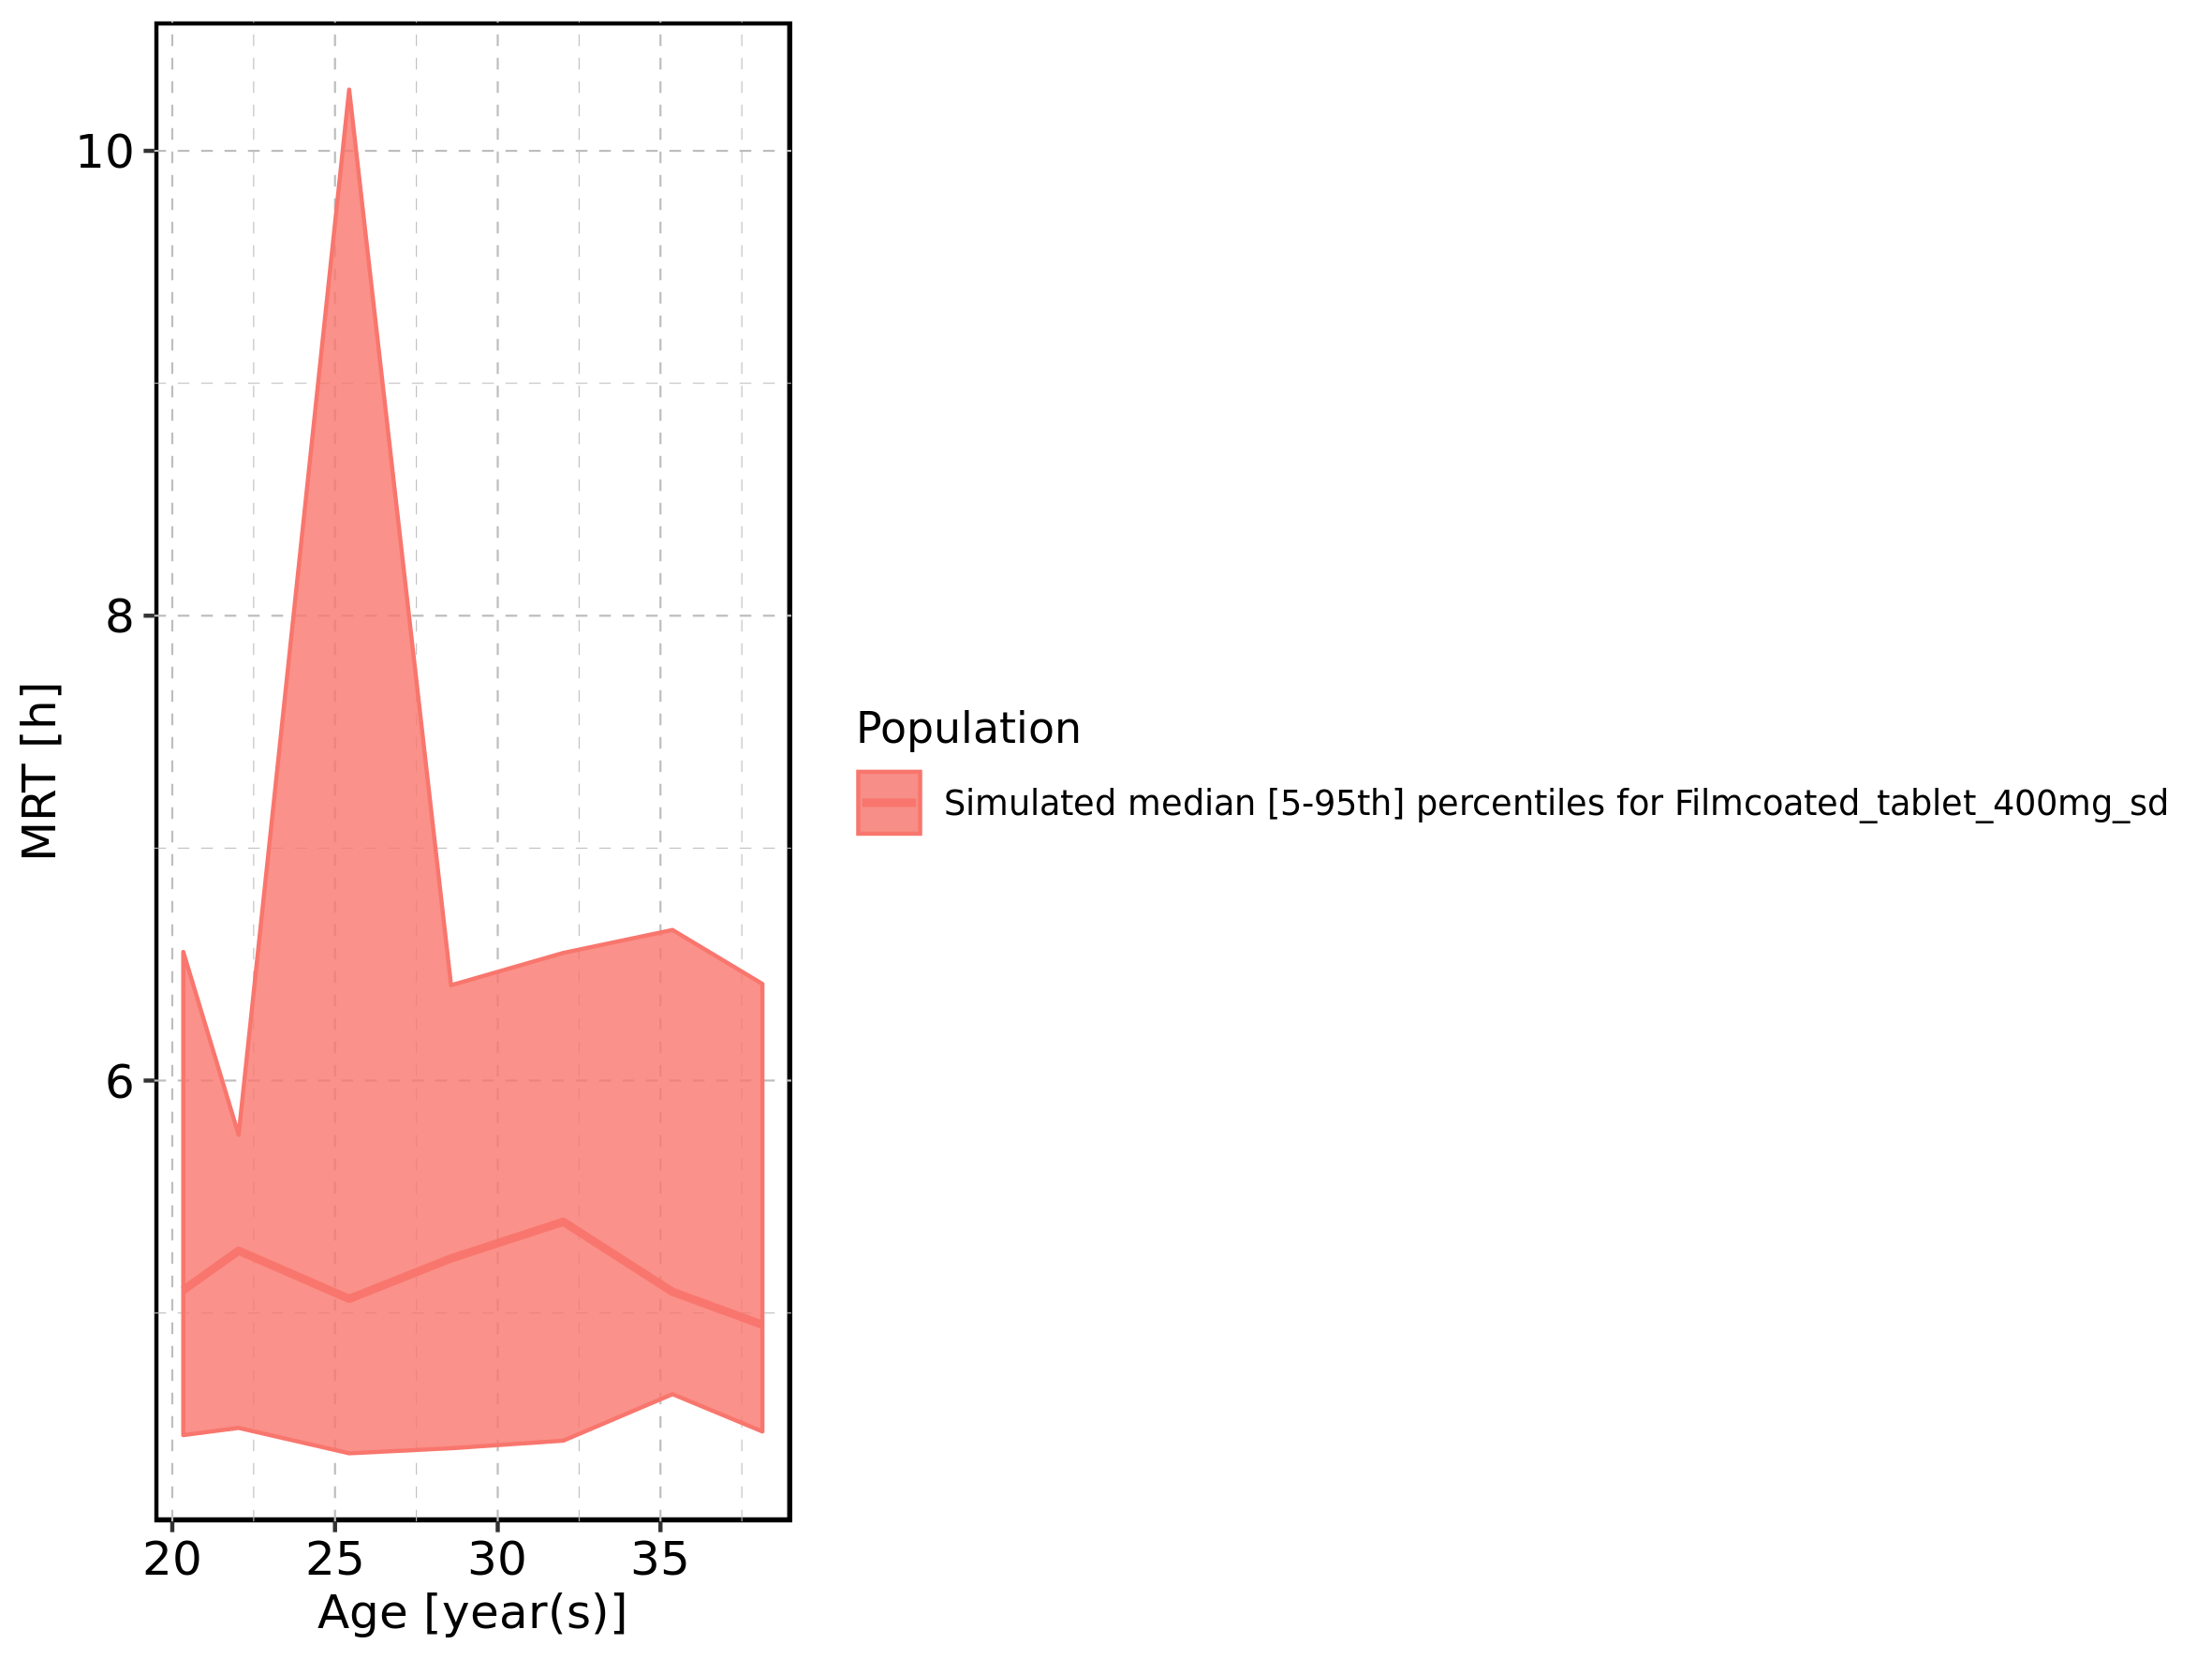 10
8
6
MRT [h]
20 25 30 35
Age [year(s)]
Population
Simulated median [5-95th] percentiles for Filmcoated_tablet_400mg_sd